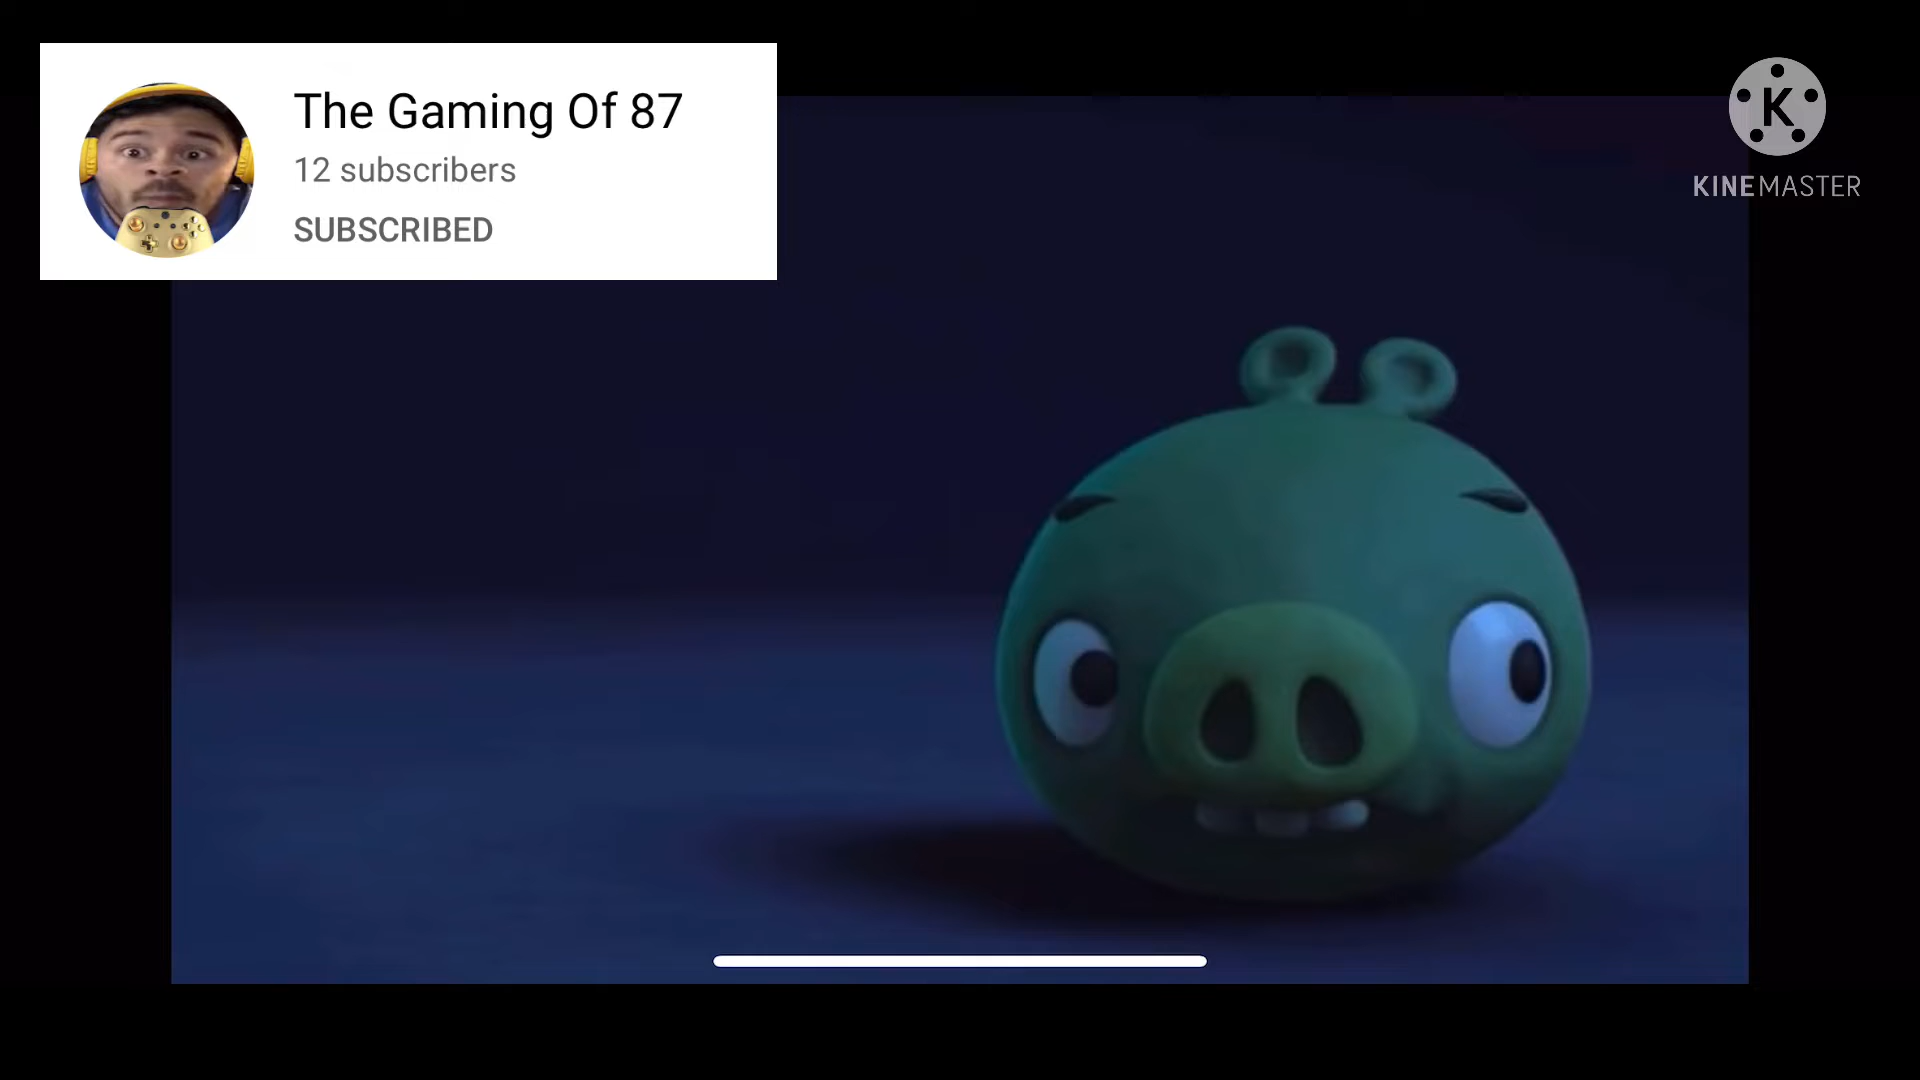 The Gaming Of 87
12 subscribers
SUBSCRIBED
K
KINEMASTER